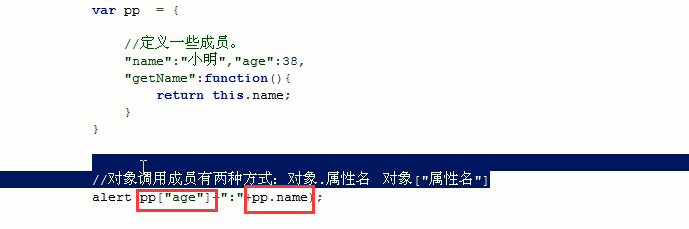 var pp = {
//定义一些成员。
"name":"小明","age":38,
"getName":function(){
return this.name;
}
}
//对象调用成员有两种方式: 对象.属性名 对象["属性名"]
alert(pp["age"]+":"+pp.name);